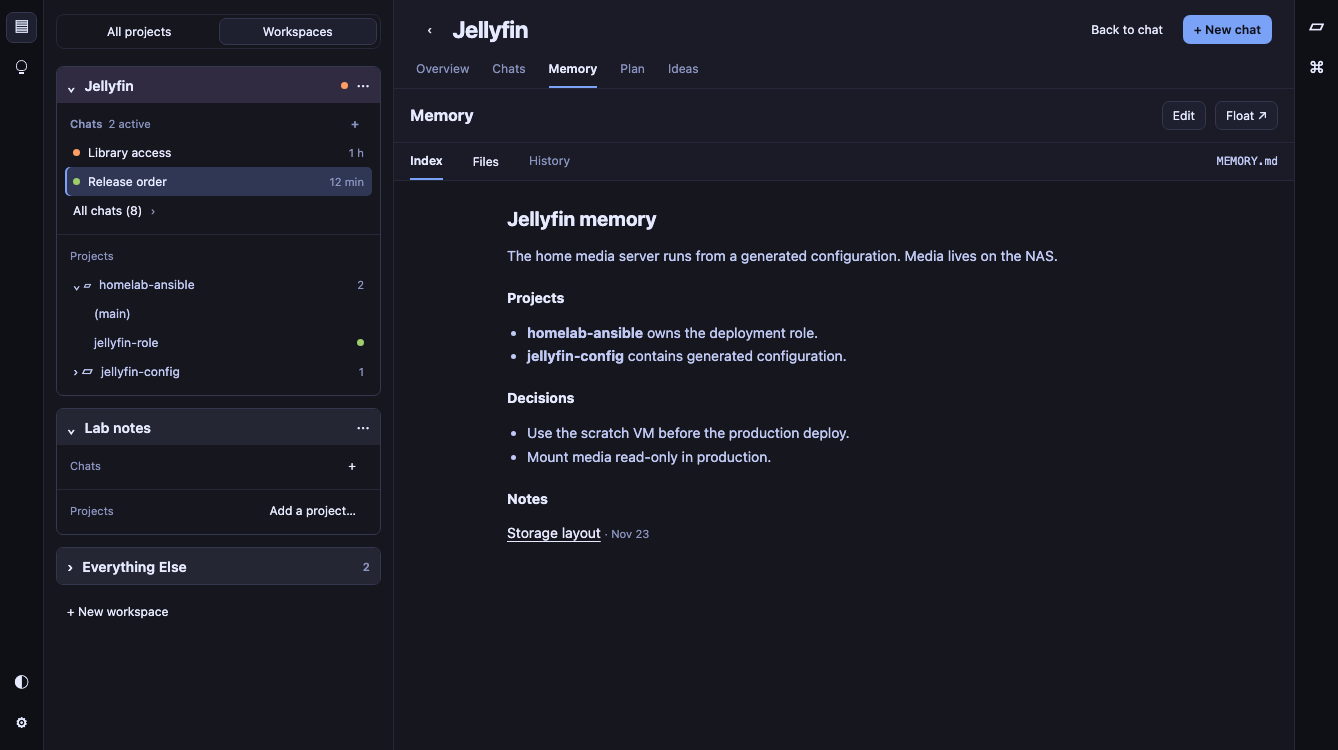 All projects
Workspaces
Jellyfin
Chats 2 active
Library access 1 h
Release order 12 min
All chats (8) ›
Projects
homelab-ansible 2
(main)
jellyfin-role
jellyfin-config 1
Lab notes
Chats
Projects Add a project…
Everything Else 2
+ New workspace
‹ Jellyfin
Back to chat
+ New chat
Overview
Chats
Memory
Plan
Ideas
Memory
Edit
Float ↗
Index
Files
History
MEMORY.md
Jellyfin memory
The home media server runs from a generated configuration. Media lives on the NAS.
Projects
• homelab-ansible owns the deployment role.
• jellyfin-config contains generated configuration.
Decisions
• Use the scratch VM before the production deploy.
• Mount media read-only in production.
Notes
Storage layout · Nov 23